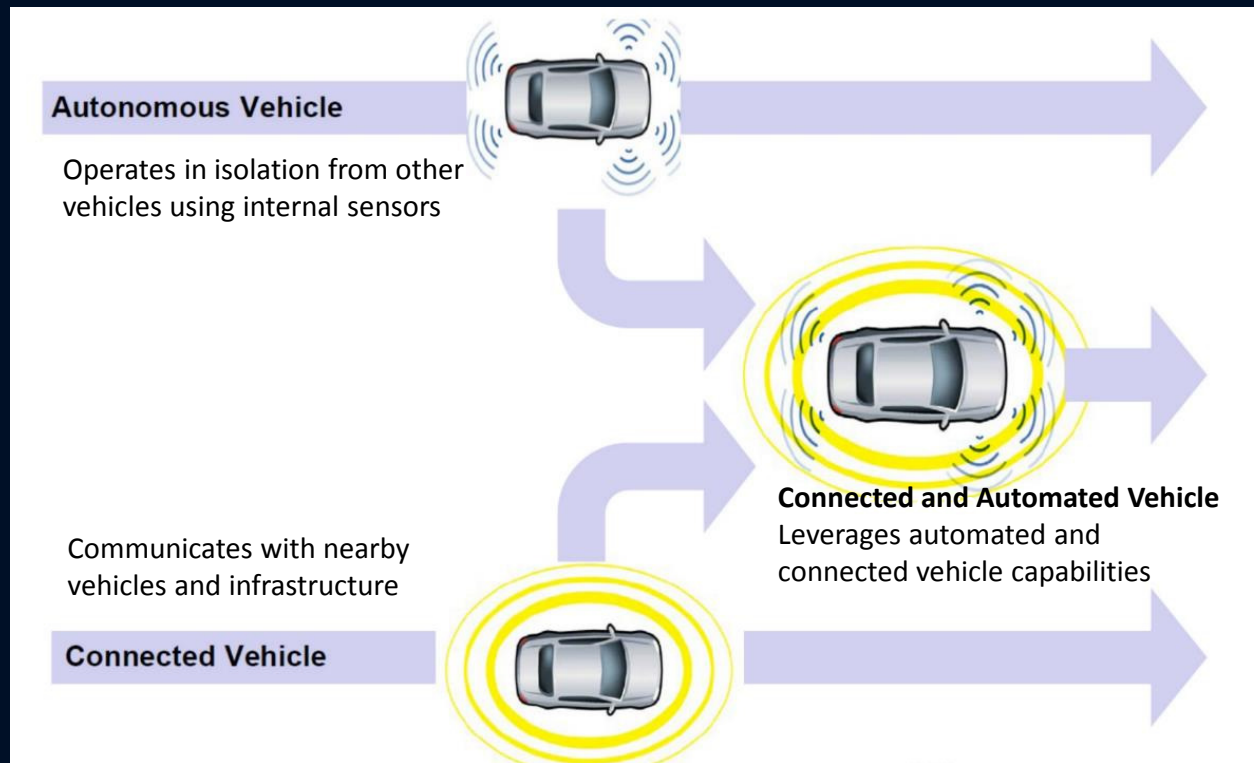 Autonomous Vehicle
Operates in isolation from other
vehicles using internal sensors
Connected and Automated Vehicle
Leverages automated and
connected vehicle capabilities
Communicates with nearby
vehicles and infrastructure
Connected Vehicle